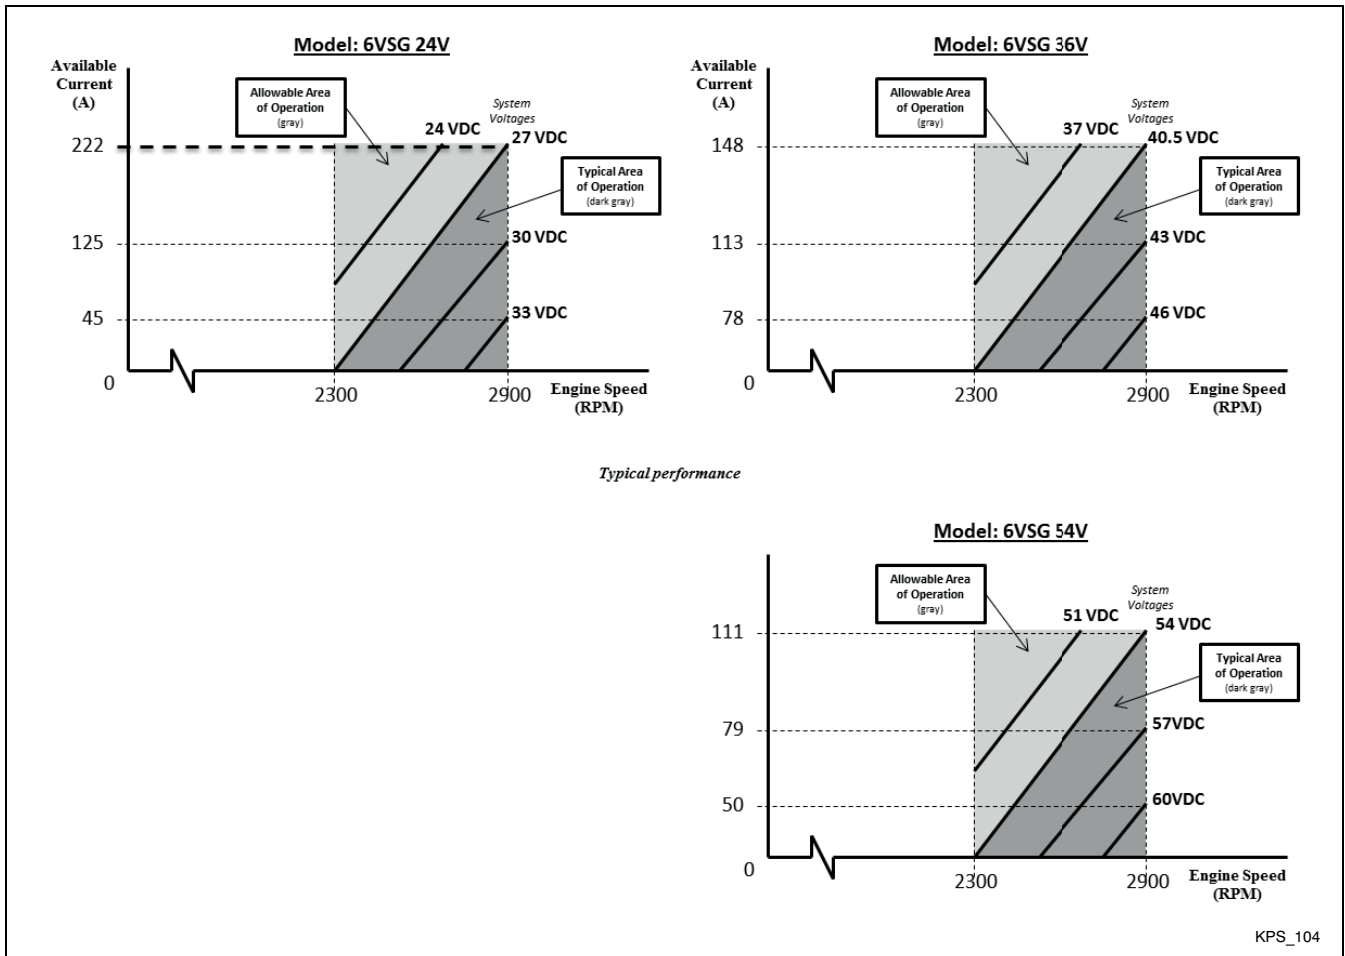 Model: 6VSG 24V
Available
Current
(A)
Allowable Area
of Operation
(gray)
System
Voltages
24 VDC
27 VDC
222
Typical Area
of Operation
(dark gray)
125
30 VDC
45
33 VDC
0
2300
2900
Engine Speed
(RPM)
Model: 6VSG 36V
Available
Current
(A)
Allowable Area
of Operation
(gray)
System
Voltages
37 VDC
40.5 VDC
148
Typical Area
of Operation
(dark gray)
113
43 VDC
78
46 VDC
0
2300
2900
Engine Speed
(RPM)
Typical performance
Model: 6VSG 54V
Allowable Area
of Operation
(gray)
System
Voltages
51 VDC
54 VDC
111
Typical Area
of Operation
(dark gray)
79
57VDC
50
60VDC
0
2300
2900
Engine Speed
(RPM)
KPS_104